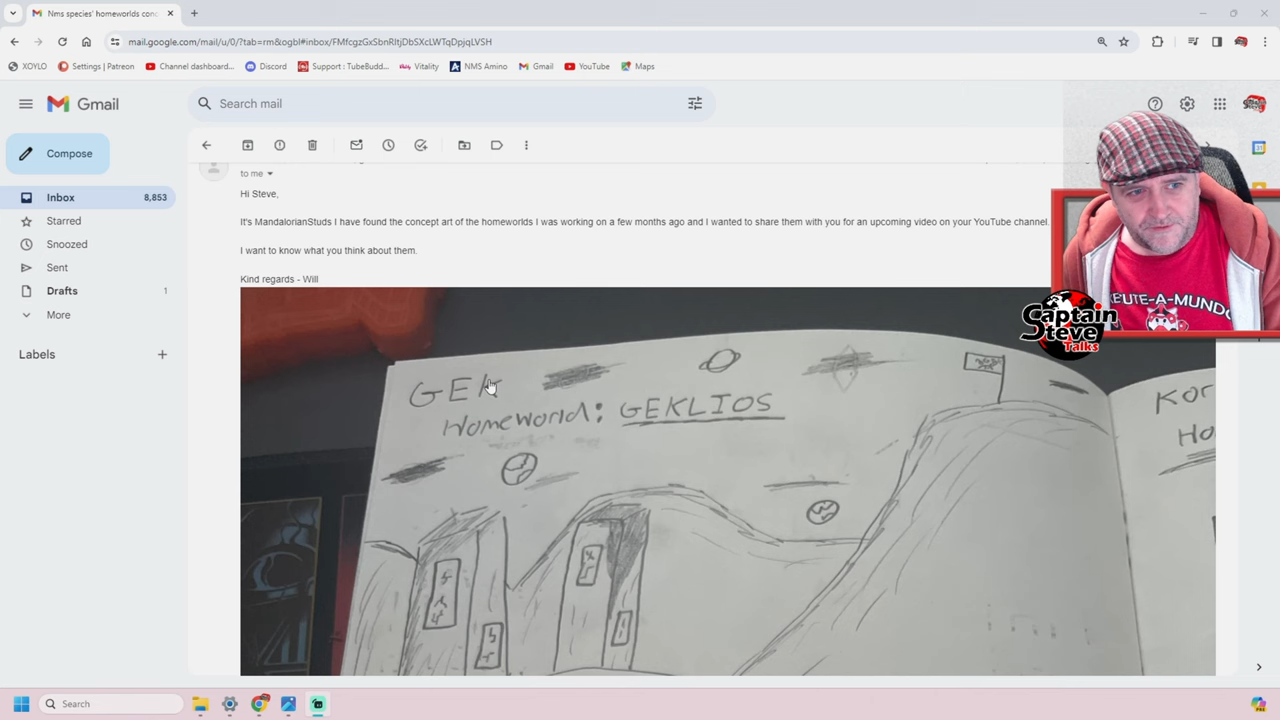 Nms species' homeworlds conc
mail.google.com/mail/u/0/?tab=rm&ogbl#inbox/FMfcgzGxSbnRltjDbSXcLWTqDpjqLVSH
XOYLO
Settings | Patreon
Channel dashboard...
Discord
Support : TubeBudd...
Vitality
NMS Amino
Gmail
YouTube
Maps
Gmail
Search mail
Compose
Inbox 8,853
Starred
Snoozed
Sent
Drafts 1
More
Labels
to me
Hi Steve,
It's MandalorianStuds I have found the concept art of the homeworlds I was working on a few months ago and I wanted to share them with you for an upcoming video on your YouTube channel.
I want to know what you think about them.
Kind regards - Will
GEK
Homeworld: GEKLIOS
Kor
Ho
Captain
Steve
Talks
Search